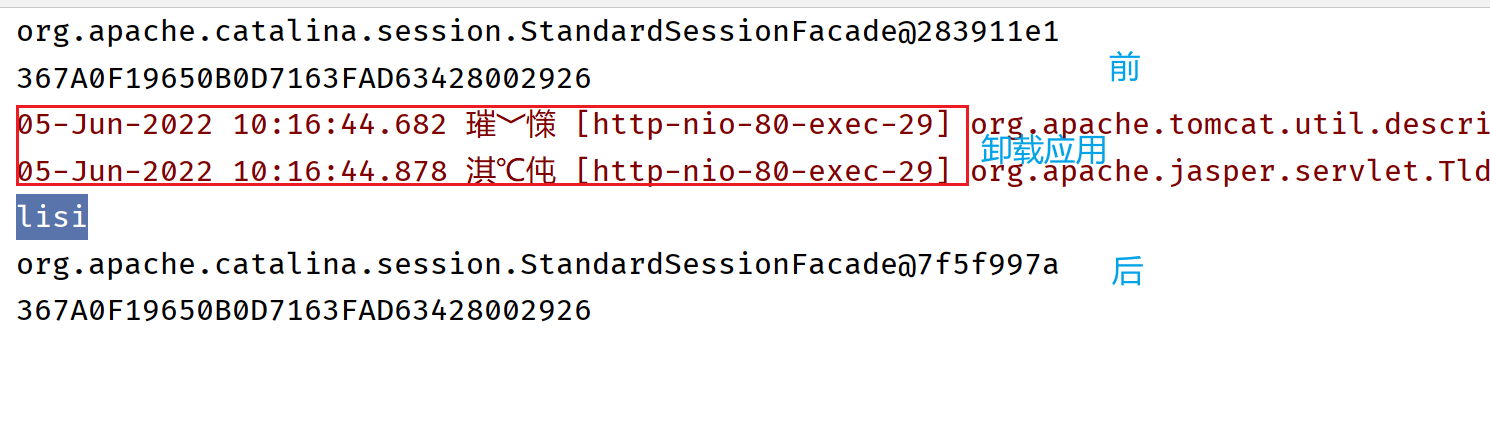 org.apache.catalina.session.StandardSessionFacade@283911e1
前
367A0F19650B0D7163FAD63428002926
05-Jun-2022 10:16:44.682 璀﹀憡 [http-nio-80-exec-29] org.apache.tomcat.util.descri
卸载应用
05-Jun-2022 10:16:44.878 淇℃伅 [http-nio-80-exec-29] org.apache.jasper.servlet.Tld
lisi
org.apache.catalina.session.StandardSessionFacade@7f5f997a
后
367A0F19650B0D7163FAD63428002926